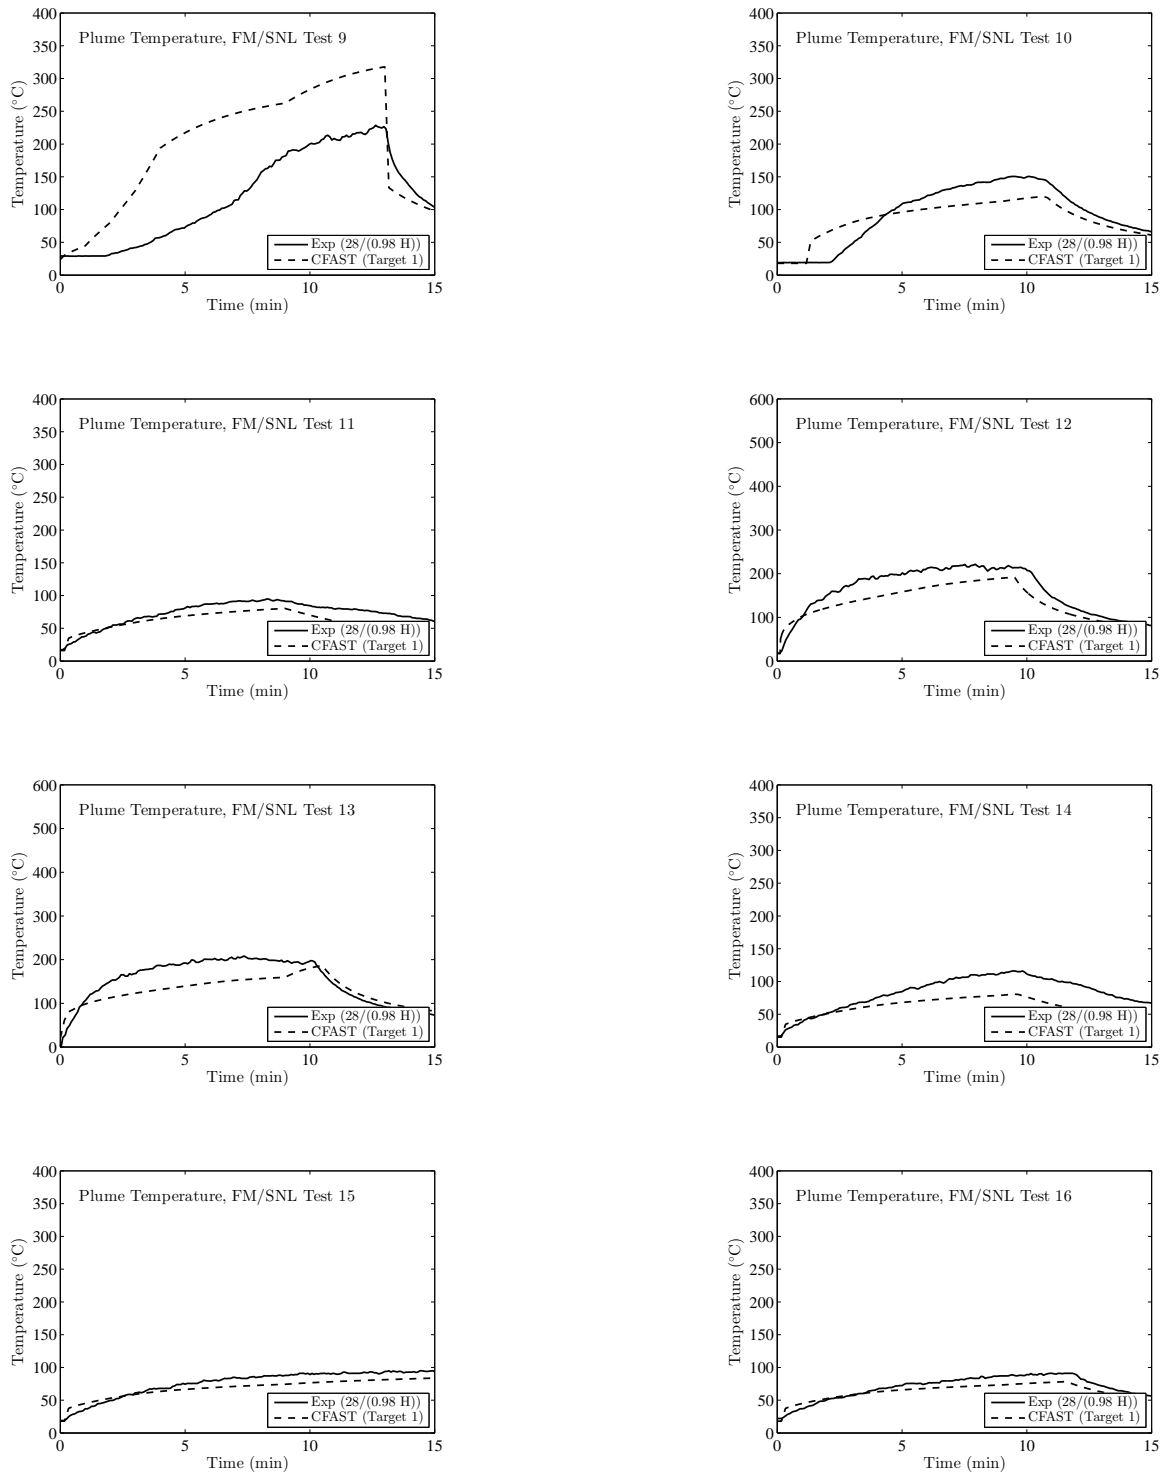 Plume Temperature, FM/SNL Test 9
Temperature (°C)
400
350
300
250
200
150
100
50
0
0 5 10 15
Time (min)
Exp (28/(0.98 H))
CFAST (Target 1)
Plume Temperature, FM/SNL Test 10
Temperature (°C)
400
350
300
250
200
150
100
50
0
0 5 10 15
Time (min)
Exp (28/(0.98 H))
CFAST (Target 1)
Plume Temperature, FM/SNL Test 11
Temperature (°C)
400
350
300
250
200
150
100
50
0
0 5 10 15
Time (min)
Exp (28/(0.98 H))
CFAST (Target 1)
Plume Temperature, FM/SNL Test 12
Temperature (°C)
600
500
400
300
200
100
0
0 5 10 15
Time (min)
Exp (28/(0.98 H))
CFAST (Target 1)
Plume Temperature, FM/SNL Test 13
Temperature (°C)
600
500
400
300
200
100
0
0 5 10 15
Time (min)
Exp (28/(0.98 H))
CFAST (Target 1)
Plume Temperature, FM/SNL Test 14
Temperature (°C)
400
350
300
250
200
150
100
50
0
0 5 10 15
Time (min)
Exp (28/(0.98 H))
CFAST (Target 1)
Plume Temperature, FM/SNL Test 15
Temperature (°C)
400
350
300
250
200
150
100
50
0
0 5 10 15
Time (min)
Exp (28/(0.98 H))
CFAST (Target 1)
Plume Temperature, FM/SNL Test 16
Temperature (°C)
400
350
300
250
200
150
100
50
0
0 5 10 15
Time (min)
Exp (28/(0.98 H))
CFAST (Target 1)